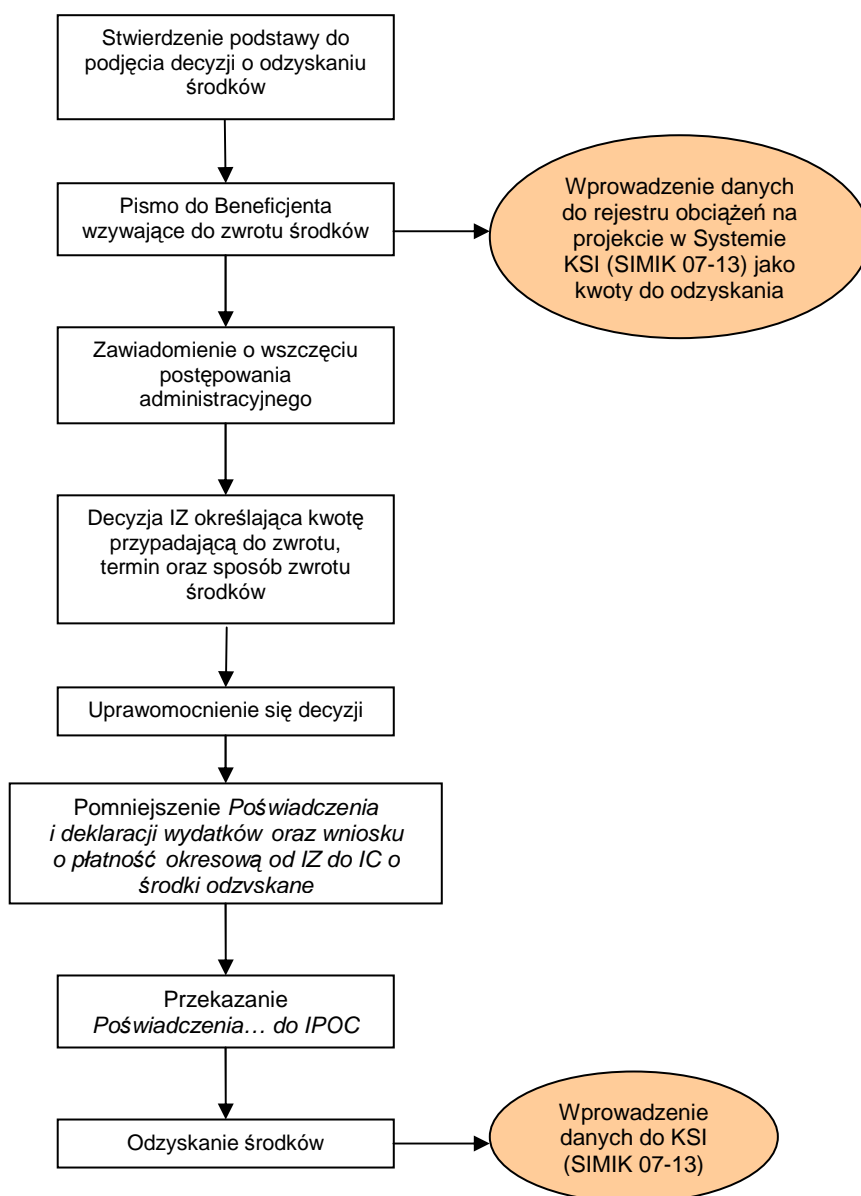 Stwierdzenie podstawy do
podjęcia decyzji o odzyskaniu
środków
Pismo do Beneficjenta
wzywające do zwrotu środków
Wprowadzenie danych
do rejestru obciążeń na
projekcie w Systemie
KSI (SIMIK 07-13) jako
kwoty do odzyskania
Zawiadomienie o wszczęciu
postępowania
administracyjnego
Decyzja IZ określająca kwotę
przypadającą do zwrotu,
termin oraz sposób zwrotu
środków
Uprawomocnienie się decyzji
Pomniejszenie Poświadczenia
i deklaracji wydatków oraz wniosku
o płatność okresową od IZ do IC o
środki odzyskane
Przekazanie
Poświadczenia… do IPOC
Odzyskanie środków
Wprowadzenie
danych do KSI
(SIMIK 07-13)